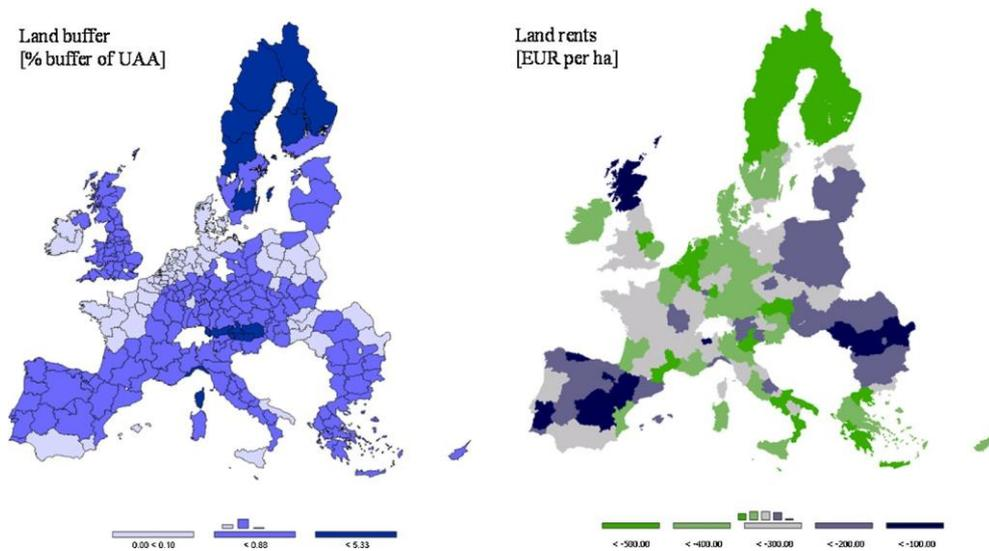 Land buffer
[% buffer of UAA]
Land rents
[EUR per ha]
0.00 < 0.10
< 0.88
< 5.33
< -500.00
< -400.00
< -300.00
< -200.00
< -100.00